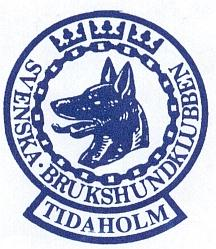 SVENSKA · BRUKSHUNDKLUBBEN
TIDAHOLM